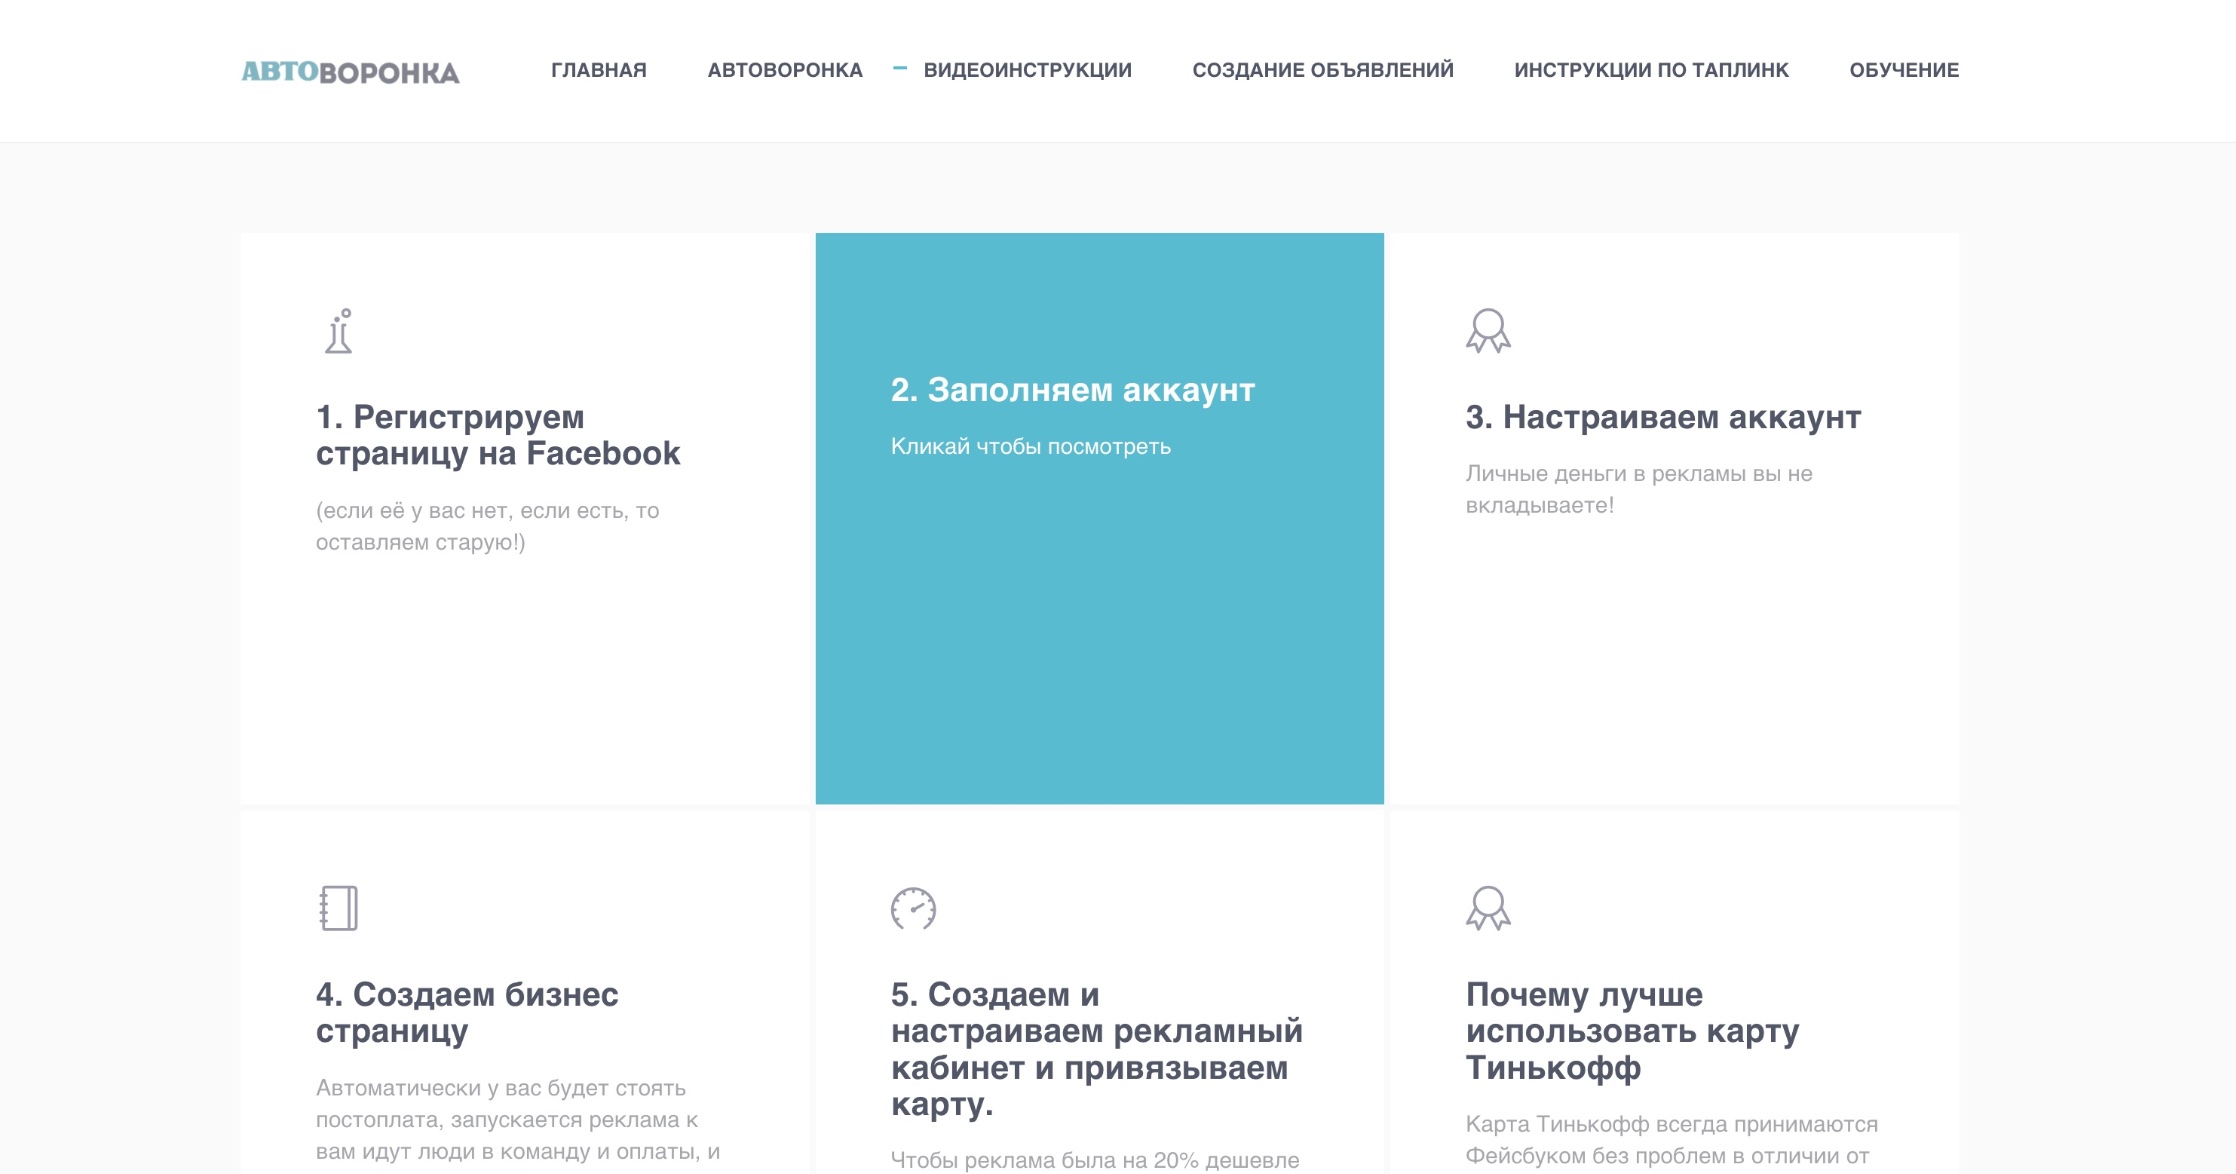 АВТОВОРОНКА
ГЛАВНАЯ
АВТОВОРОНКА
ВИДЕОИНСТРУКЦИИ
СОЗДАНИЕ ОБЪЯВЛЕНИЙ
ИНСТРУКЦИИ ПО ТАПЛИНК
ОБУЧЕНИЕ
1. Регистрируем
страницу на Facebook
(если её у вас нет, если есть, то
оставляем старую!)
2. Заполняем аккаунт
Кликай чтобы посмотреть
3. Настраиваем аккаунт
Личные деньги в рекламы вы не
вкладываете!
4. Создаем бизнес
страницу
Автоматически у вас будет стоять
постоплата, запускается реклама к
вам идут люди в команду и оплаты, и
5. Создаем и
настраиваем рекламный
кабинет и привязываем
карту.
Чтобы реклама была на 20% дешевле
Почему лучше
использовать карту
Тинькофф
Карта Тинькофф всегда принимаются
Фейсбуком без проблем в отличии от